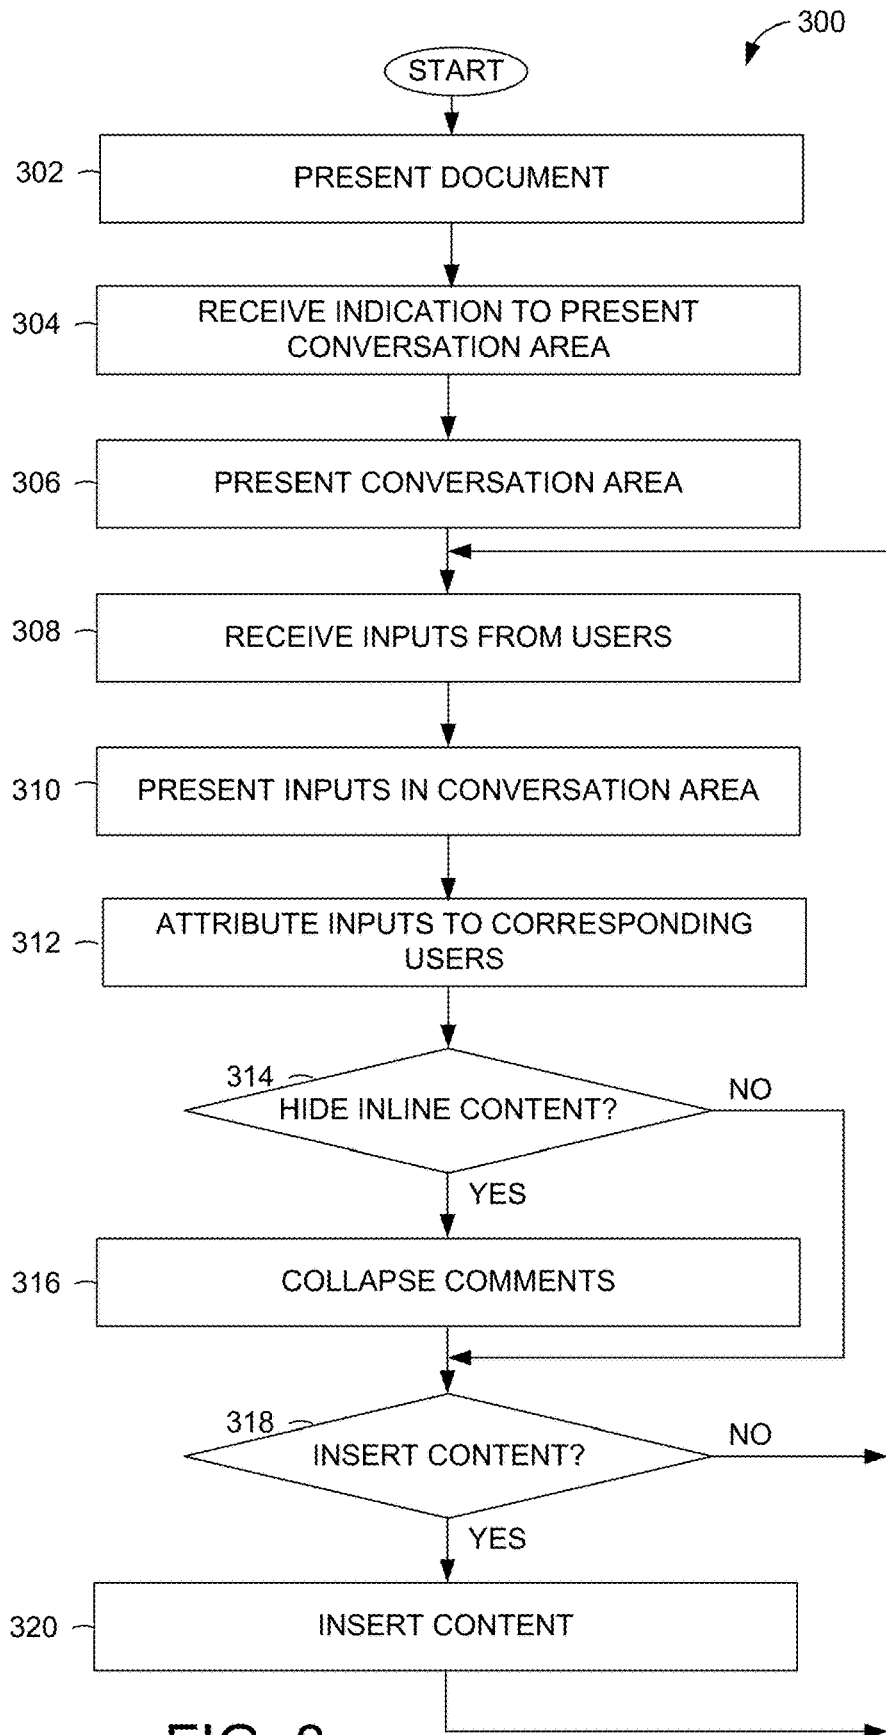 300
START
302
PRESENT DOCUMENT
304
RECEIVE INDICATION TO PRESENT
CONVERSATION AREA
306
PRESENT CONVERSATION AREA
308
RECEIVE INPUTS FROM USERS
310
PRESENT INPUTS IN CONVERSATION AREA
312
ATTRIBUTE INPUTS TO CORRESPONDING
USERS
314
HIDE INLINE CONTENT?
NO
YES
316
COLLAPSE COMMENTS
318
INSERT CONTENT?
NO
YES
320
INSERT CONTENT
FIG.